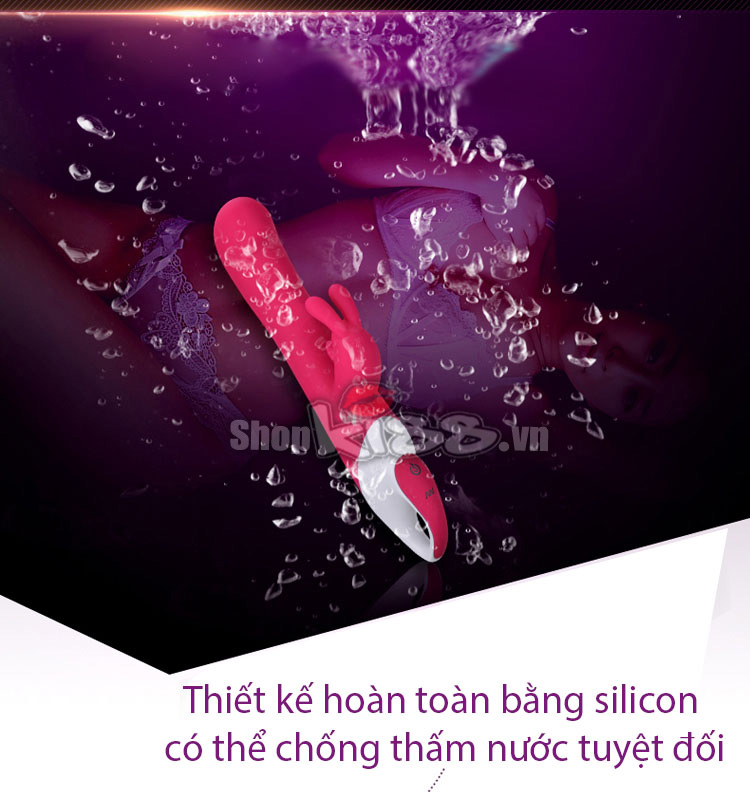 ShopKiss.vn
Thiết kế hoàn toàn bằng silicon
có thể chống thấm nước tuyệt đối